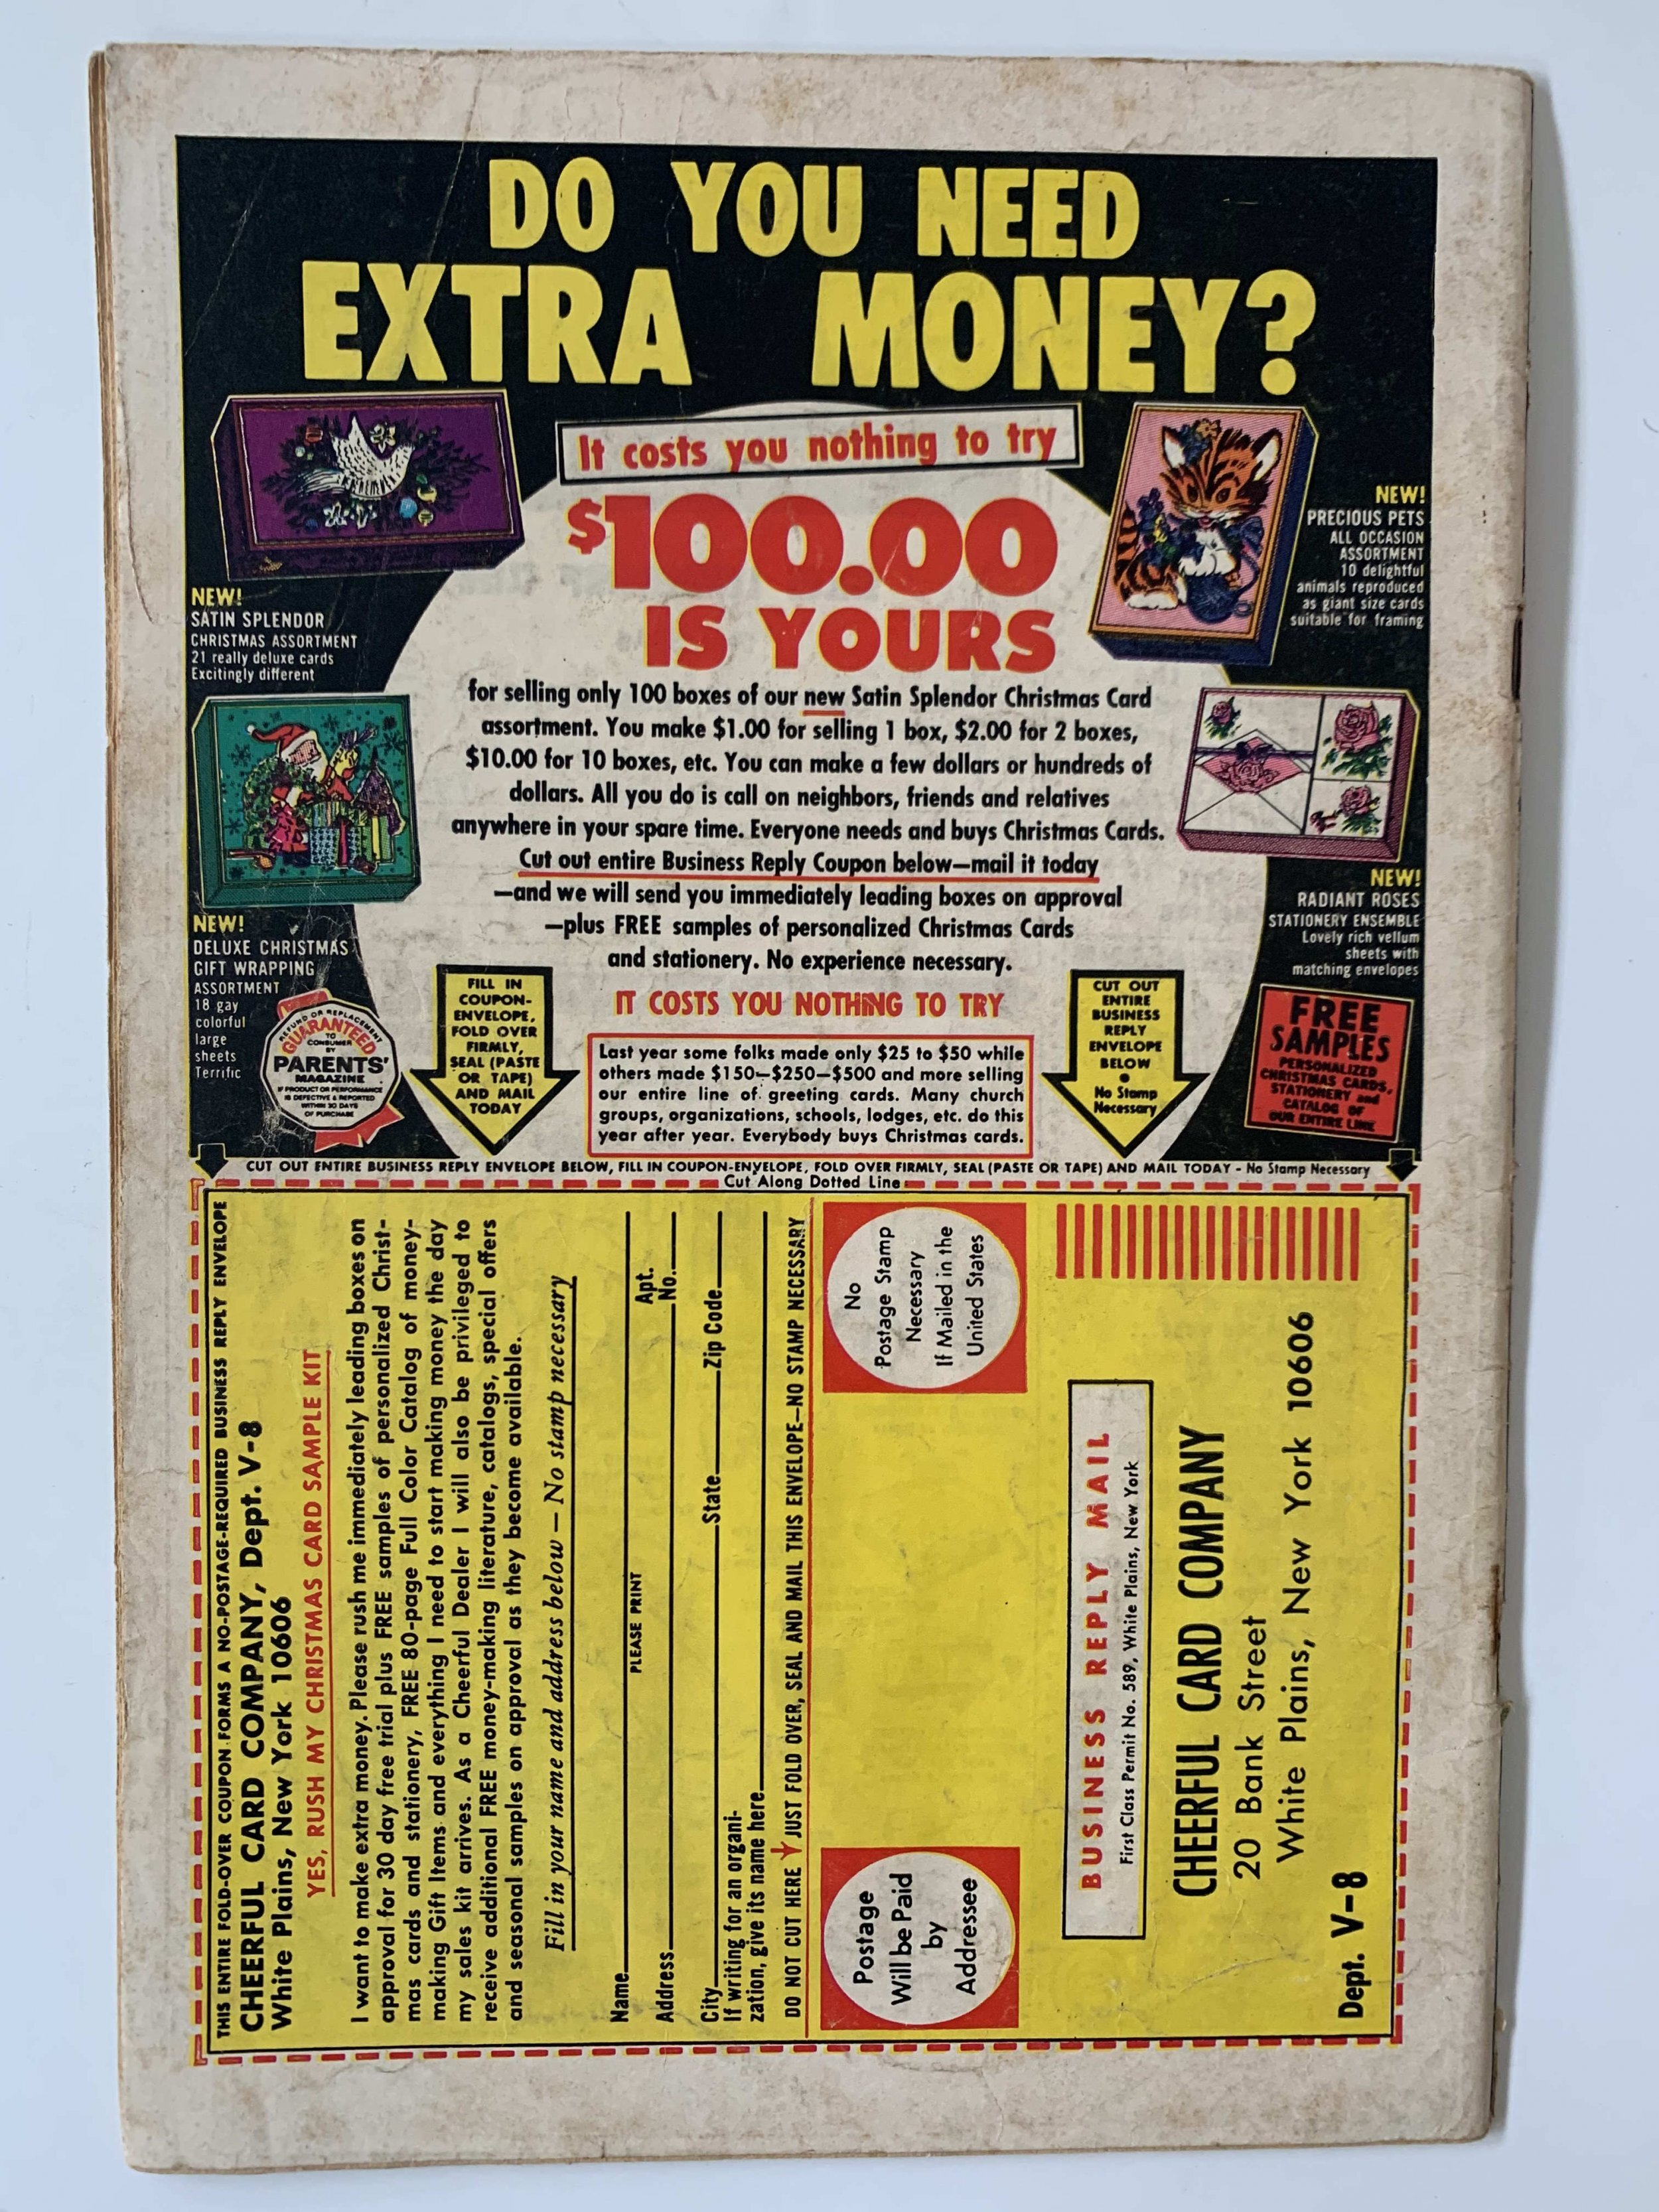 DO YOU NEED
EXTRA MONEY?
It costs you nothing to try
$100.00
IS YOURS
NEW!
SATIN SPLENDOR
CHRISTMAS ASSORTMENT
21 really deluxe cards
Excitingly different
NEW!
PRECIOUS PETS
ALL OCCASION
ASSORTMENT
10 delightful
animals reproduced
as giant size cards
suitable for framing
for selling only 100 boxes of our new Satin Splendor Christmas Card
assortment. You make $1.00 for selling 1 box, $2.00 for 2 boxes,
$10.00 for 10 boxes, etc. You can make a few dollars or hundreds of
dollars. All you do is call on neighbors, friends and relatives
anywhere in your spare time. Everyone needs and buys Christmas Cards.
Cut out entire Business Reply Coupon below—mail it today
—and we will send you immediately leading boxes on approval
—plus FREE samples of personalized Christmas Cards
and stationery. No experience necessary.
IT COSTS YOU NOTHING TO TRY
NEW!
DELUXE CHRISTMAS
GIFT WRAPPING
ASSORTMENT
18 gay
colorful
large
sheets
Terrific
NEW!
RADIANT ROSES
STATIONERY ENSEMBLE
Lovely rich vellum
sheets with
matching envelopes
REFUND OR REPLACEMENT
GUARANTEED
TO
CONSUMER
BY
PARENTS'
MAGAZINE
IF PRODUCT OR PERFORMANCE
IS DEFECTIVE & REPORTED
WITHIN 30 DAYS
OF PURCHASE
FILL IN
COUPON-
ENVELOPE,
FOLD OVER
FIRMLY,
SEAL (PASTE
OR TAPE)
AND MAIL
TODAY
Last year some folks made only $25 to $50 while
others made $150—$250—$500 and more selling
our entire line of greeting cards. Many church
groups, organizations, schools, lodges, etc. do this
year after year. Everybody buys Christmas cards.
CUT OUT
ENTIRE
BUSINESS
REPLY
ENVELOPE
BELOW
•
No Stamp
Necessary
FREE
SAMPLES
PERSONALIZED
CHRISTMAS CARDS,
STATIONERY and
CATALOG OF
OUR ENTIRE LINE
CUT OUT ENTIRE BUSINESS REPLY ENVELOPE BELOW, FILL IN COUPON-ENVELOPE, FOLD OVER FIRMLY, SEAL (PASTE OR TAPE) AND MAIL TODAY - No Stamp Necessary
Cut Along Dotted Line
THIS ENTIRE FOLD-OVER COUPON FORMS A NO-POSTAGE-REQUIRED BUSINESS REPLY ENVELOPE
CHEERFUL CARD COMPANY, Dept. V-8
White Plains, New York 10606
YES, RUSH MY CHRISTMAS CARD SAMPLE KIT
I want to make extra money. Please rush me immediately leading boxes on
approval for 30 day free trial plus FREE samples of personalized Christ-
mas cards and stationery, FREE 80-page Full Color Catalog of money-
making Gift Items and everything I need to start making money the day
my sales kit arrives. As a Cheerful Dealer I will also be privileged to
receive additional FREE money-making literature, catalogs, special offers
and seasonal samples on approval as they become available.
Fill in your name and address below — No stamp necessary
Name
PLEASE PRINT
Address
Apt. No.
City State Zip Code
If writing for an organi-
zation, give its name here
DO NOT CUT HERE JUST FOLD OVER, SEAL AND MAIL THIS ENVELOPE—NO STAMP NECESSARY
Postage
Will be Paid
by
Addressee
No
Postage Stamp
Necessary
If Mailed in the
United States
BUSINESS REPLY MAIL
First Class Permit No. 589, White Plains, New York
CHEERFUL CARD COMPANY
20 Bank Street
White Plains, New York 10606
Dept. V-8